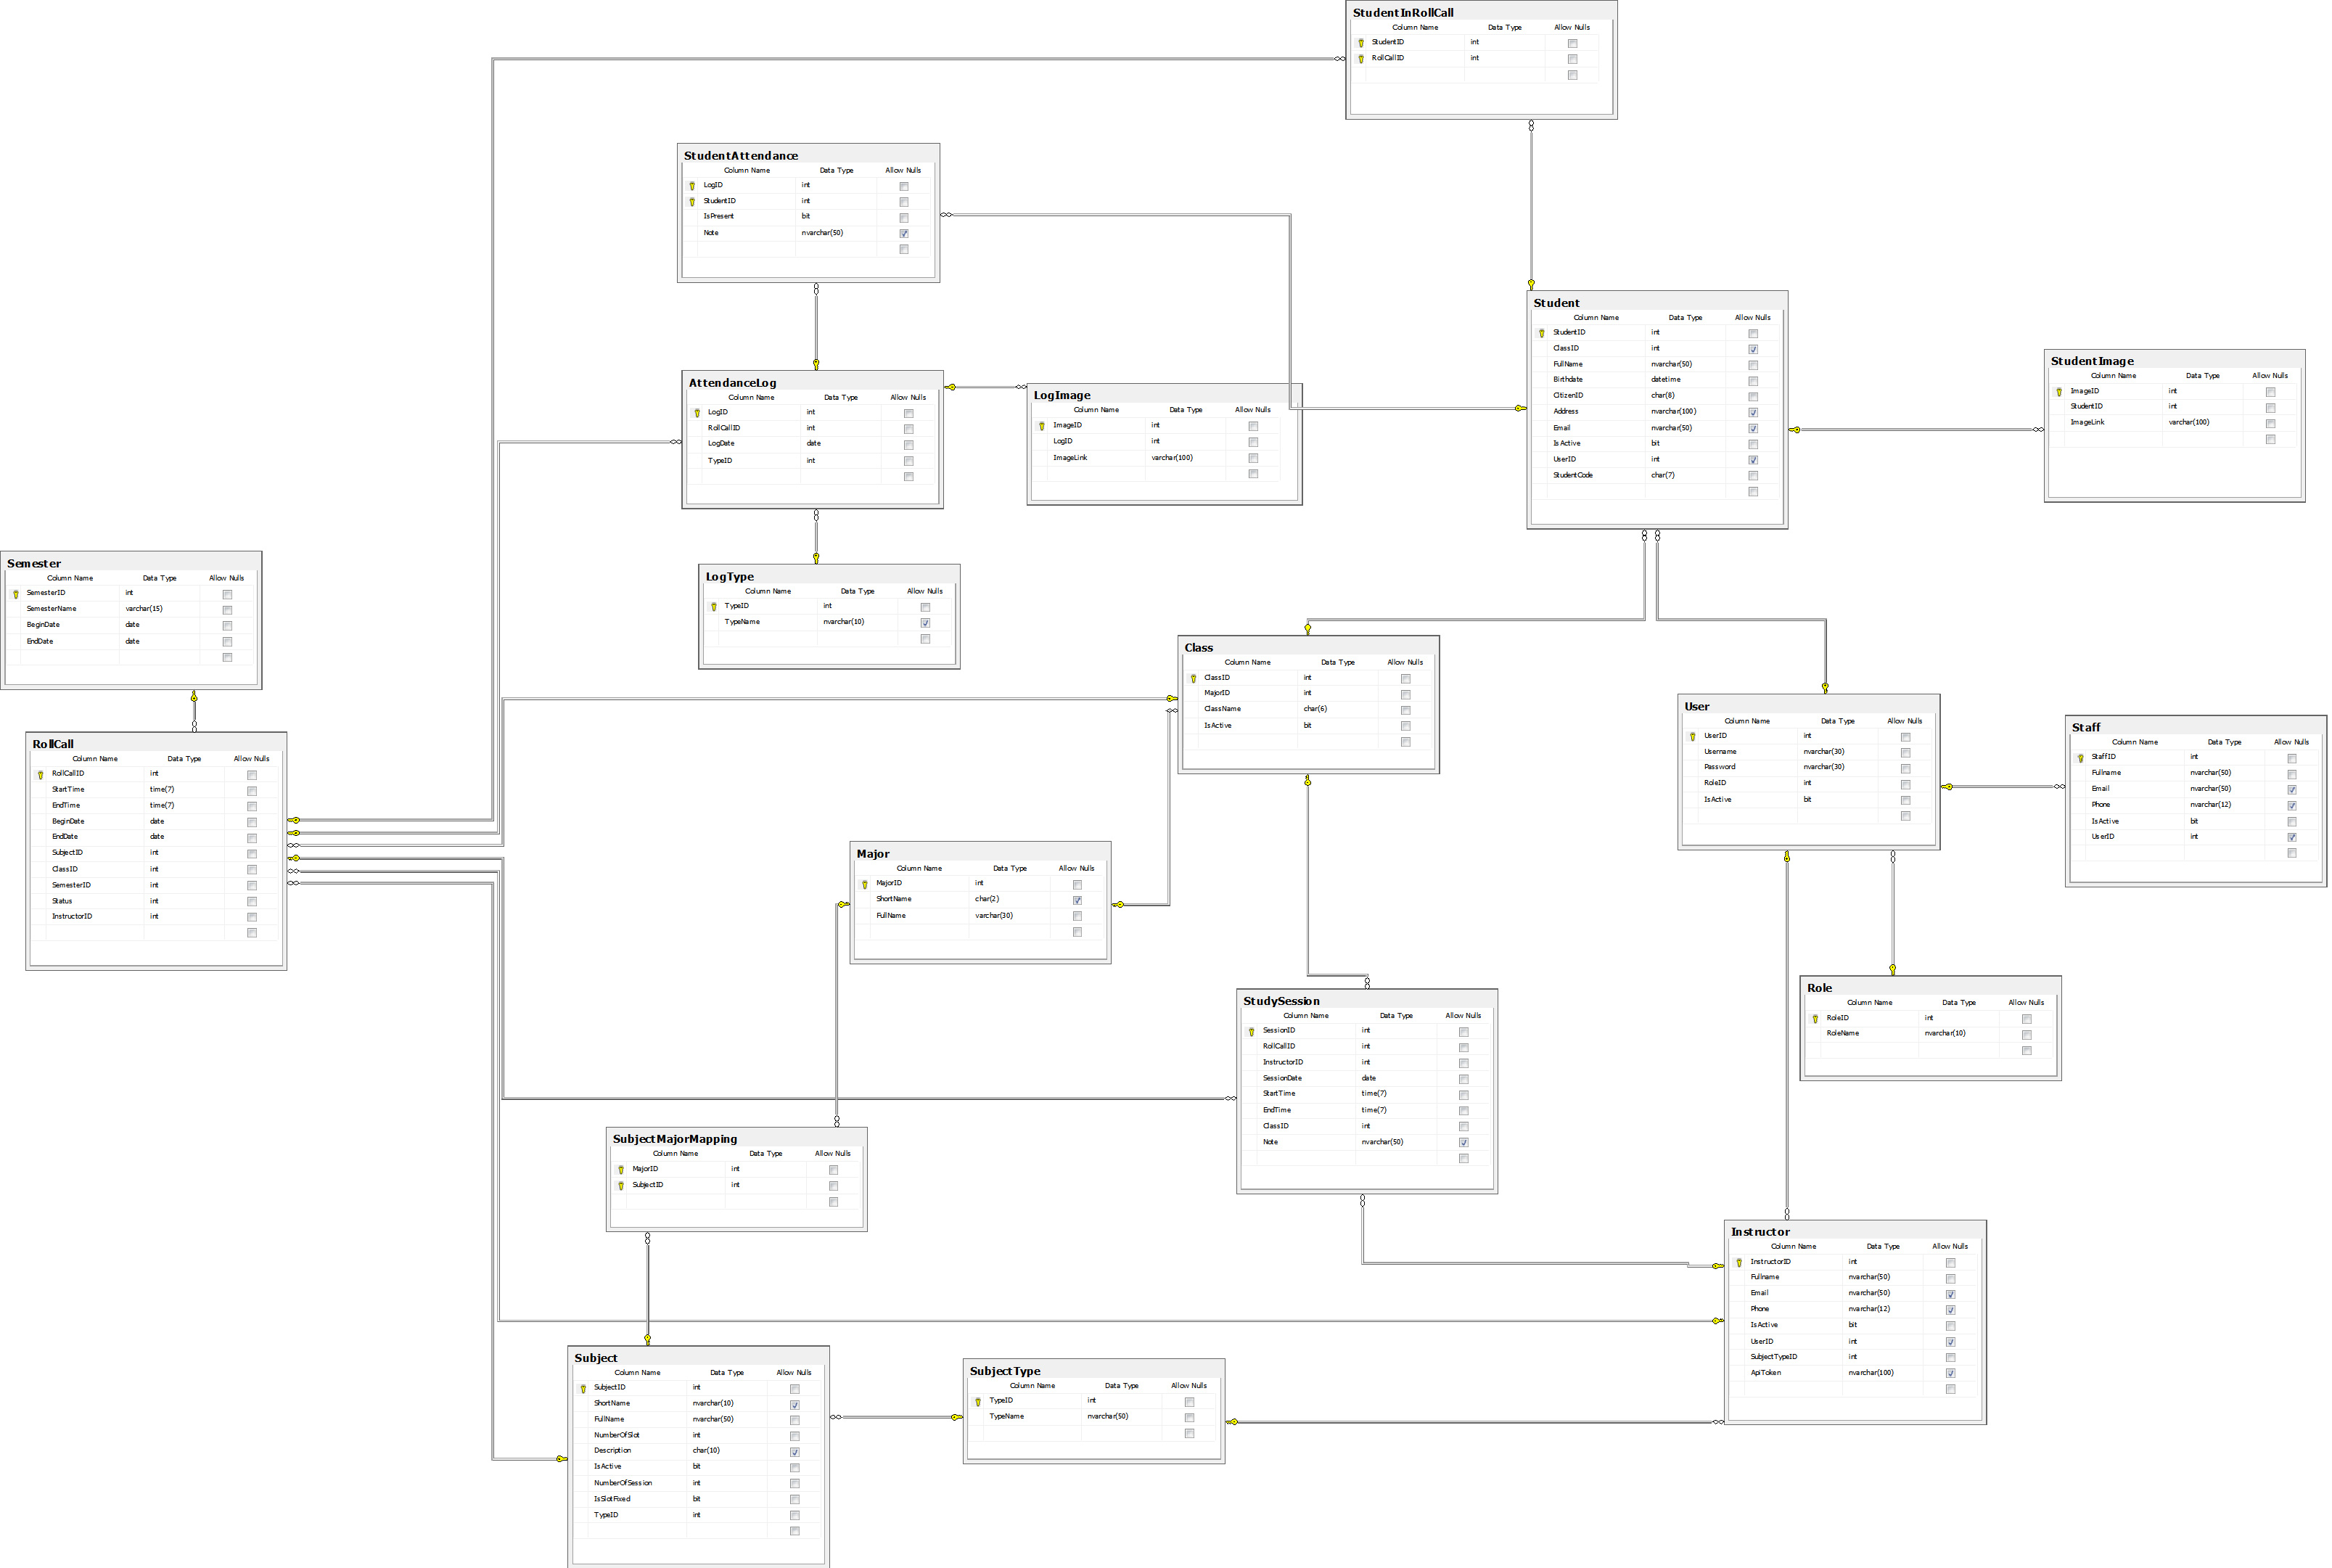 StudentInRollCall
Column Name Data Type Allow Nulls
StudentID int
RollCallID int
StudentAttendance
Column Name Data Type Allow Nulls
LogID int
StudentID int
IsPresent bit
Note nvarchar(50)
Student
Column Name Data Type Allow Nulls
StudentID int
ClassID int
FullName nvarchar(50)
Birthdate datetime
CitizenID char(8)
Address nvarchar(100)
Email nvarchar(50)
IsActive bit
UserID int
StudentCode char(7)
StudentImage
Column Name Data Type Allow Nulls
ImageID int
StudentID int
ImageLink varchar(100)
AttendanceLog
Column Name Data Type Allow Nulls
LogID int
RollCallID int
LogDate date
TypeID int
LogImage
Column Name Data Type Allow Nulls
ImageID int
LogID int
ImageLink varchar(100)
Semester
Column Name Data Type Allow Nulls
SemesterID int
SemesterName varchar(15)
BeginDate date
EndDate date
LogType
Column Name Data Type Allow Nulls
TypeID int
TypeName nvarchar(10)
Class
Column Name Data Type Allow Nulls
ClassID int
MajorID int
ClassName char(6)
IsActive bit
User
Column Name Data Type Allow Nulls
UserID int
Username nvarchar(30)
Password nvarchar(30)
RoleID int
IsActive bit
Staff
Column Name Data Type Allow Nulls
StaffID int
Fullname nvarchar(50)
Email nvarchar(50)
Phone nvarchar(12)
IsActive bit
UserID int
RollCall
Column Name Data Type Allow Nulls
RollCallID int
StartTime time(7)
EndTime time(7)
BeginDate date
EndDate date
SubjectID int
ClassID int
SemesterID int
Status int
InstructorID int
Major
Column Name Data Type Allow Nulls
MajorID int
ShortName char(2)
FullName varchar(30)
Role
Column Name Data Type Allow Nulls
RoleID int
RoleName nvarchar(10)
StudySession
Column Name Data Type Allow Nulls
SessionID int
RollCallID int
InstructorID int
SessionDate date
StartTime time(7)
EndTime time(7)
ClassID int
Note nvarchar(50)
SubjectMajorMapping
Column Name Data Type Allow Nulls
MajorID int
SubjectID int
Instructor
Column Name Data Type Allow Nulls
InstructorID int
Fullname nvarchar(50)
Email nvarchar(50)
Phone nvarchar(12)
IsActive bit
UserID int
SubjectTypeID int
ApiToken nvarchar(100)
Subject
Column Name Data Type Allow Nulls
SubjectID int
ShortName nvarchar(10)
FullName nvarchar(50)
NumberOfSlot int
Description char(10)
IsActive bit
NumberOfSession int
IsSlotFixed bit
TypeID int
SubjectType
Column Name Data Type Allow Nulls
TypeID int
TypeName nvarchar(50)